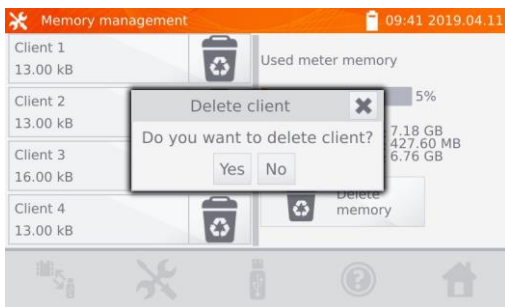 Memory management
09:41 2019.04.11
Client 1
13.00 kB
Client 2
13.00 kB
Client 3
16.00 kB
Client 4
13.00 kB
Used meter memory
5%
7.18 GB
427.60 MB
6.76 GB
Delete
memory
Delete client
Do you want to delete client?
Yes No